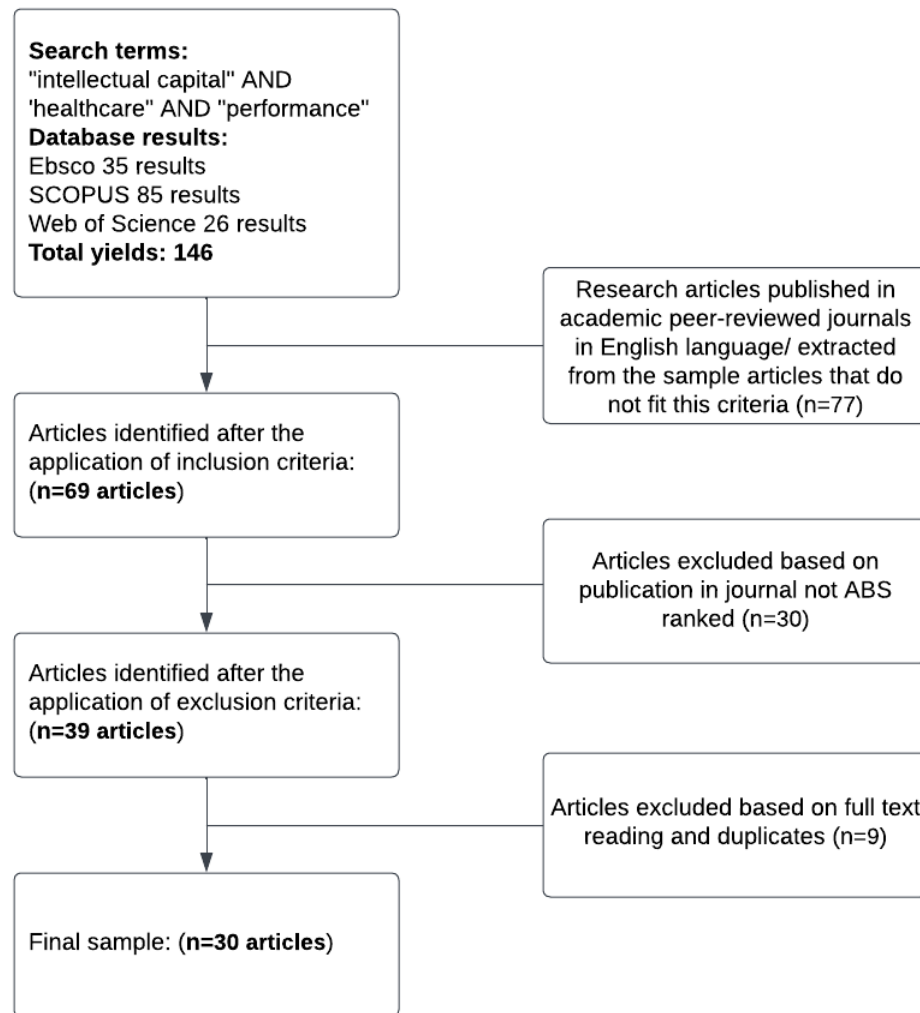 Search terms:
"intellectual capital" AND
'healthcare" AND "performance"
Database results:
Ebsco 35 results
SCOPUS 85 results
Web of Science 26 results
Total yields: 146
Research articles published in
academic peer-reviewed journals
in English language/ extracted
from the sample articles that do
not fit this criteria (n=77)
Articles identified after the
application of inclusion criteria:
(n=69 articles)
Articles excluded based on
publication in journal not ABS
ranked (n=30)
Articles identified after the
application of exclusion criteria:
(n=39 articles)
Articles excluded based on full text
reading and duplicates (n=9)
Final sample: (n=30 articles)